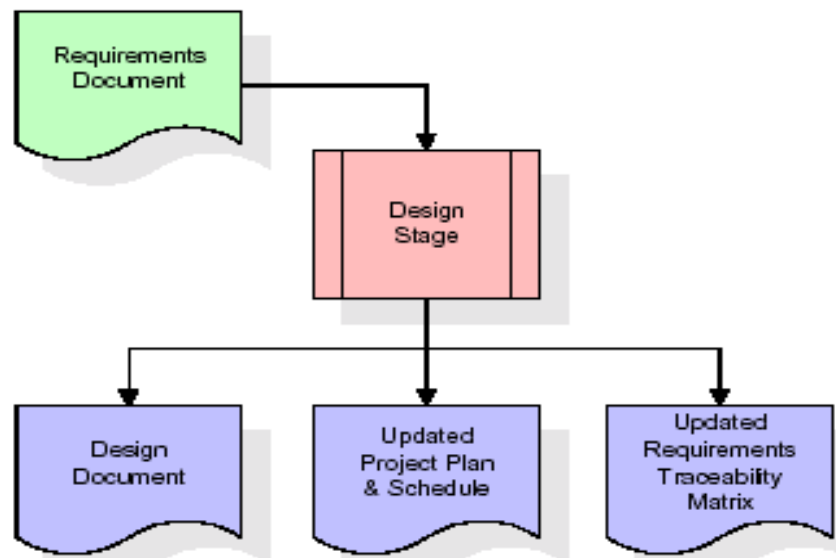 Requirements
Document
Design
Stage
Design
Document
Updated
Project Plan
& Schedule
Updated
Requirements
Traceability
Matrix